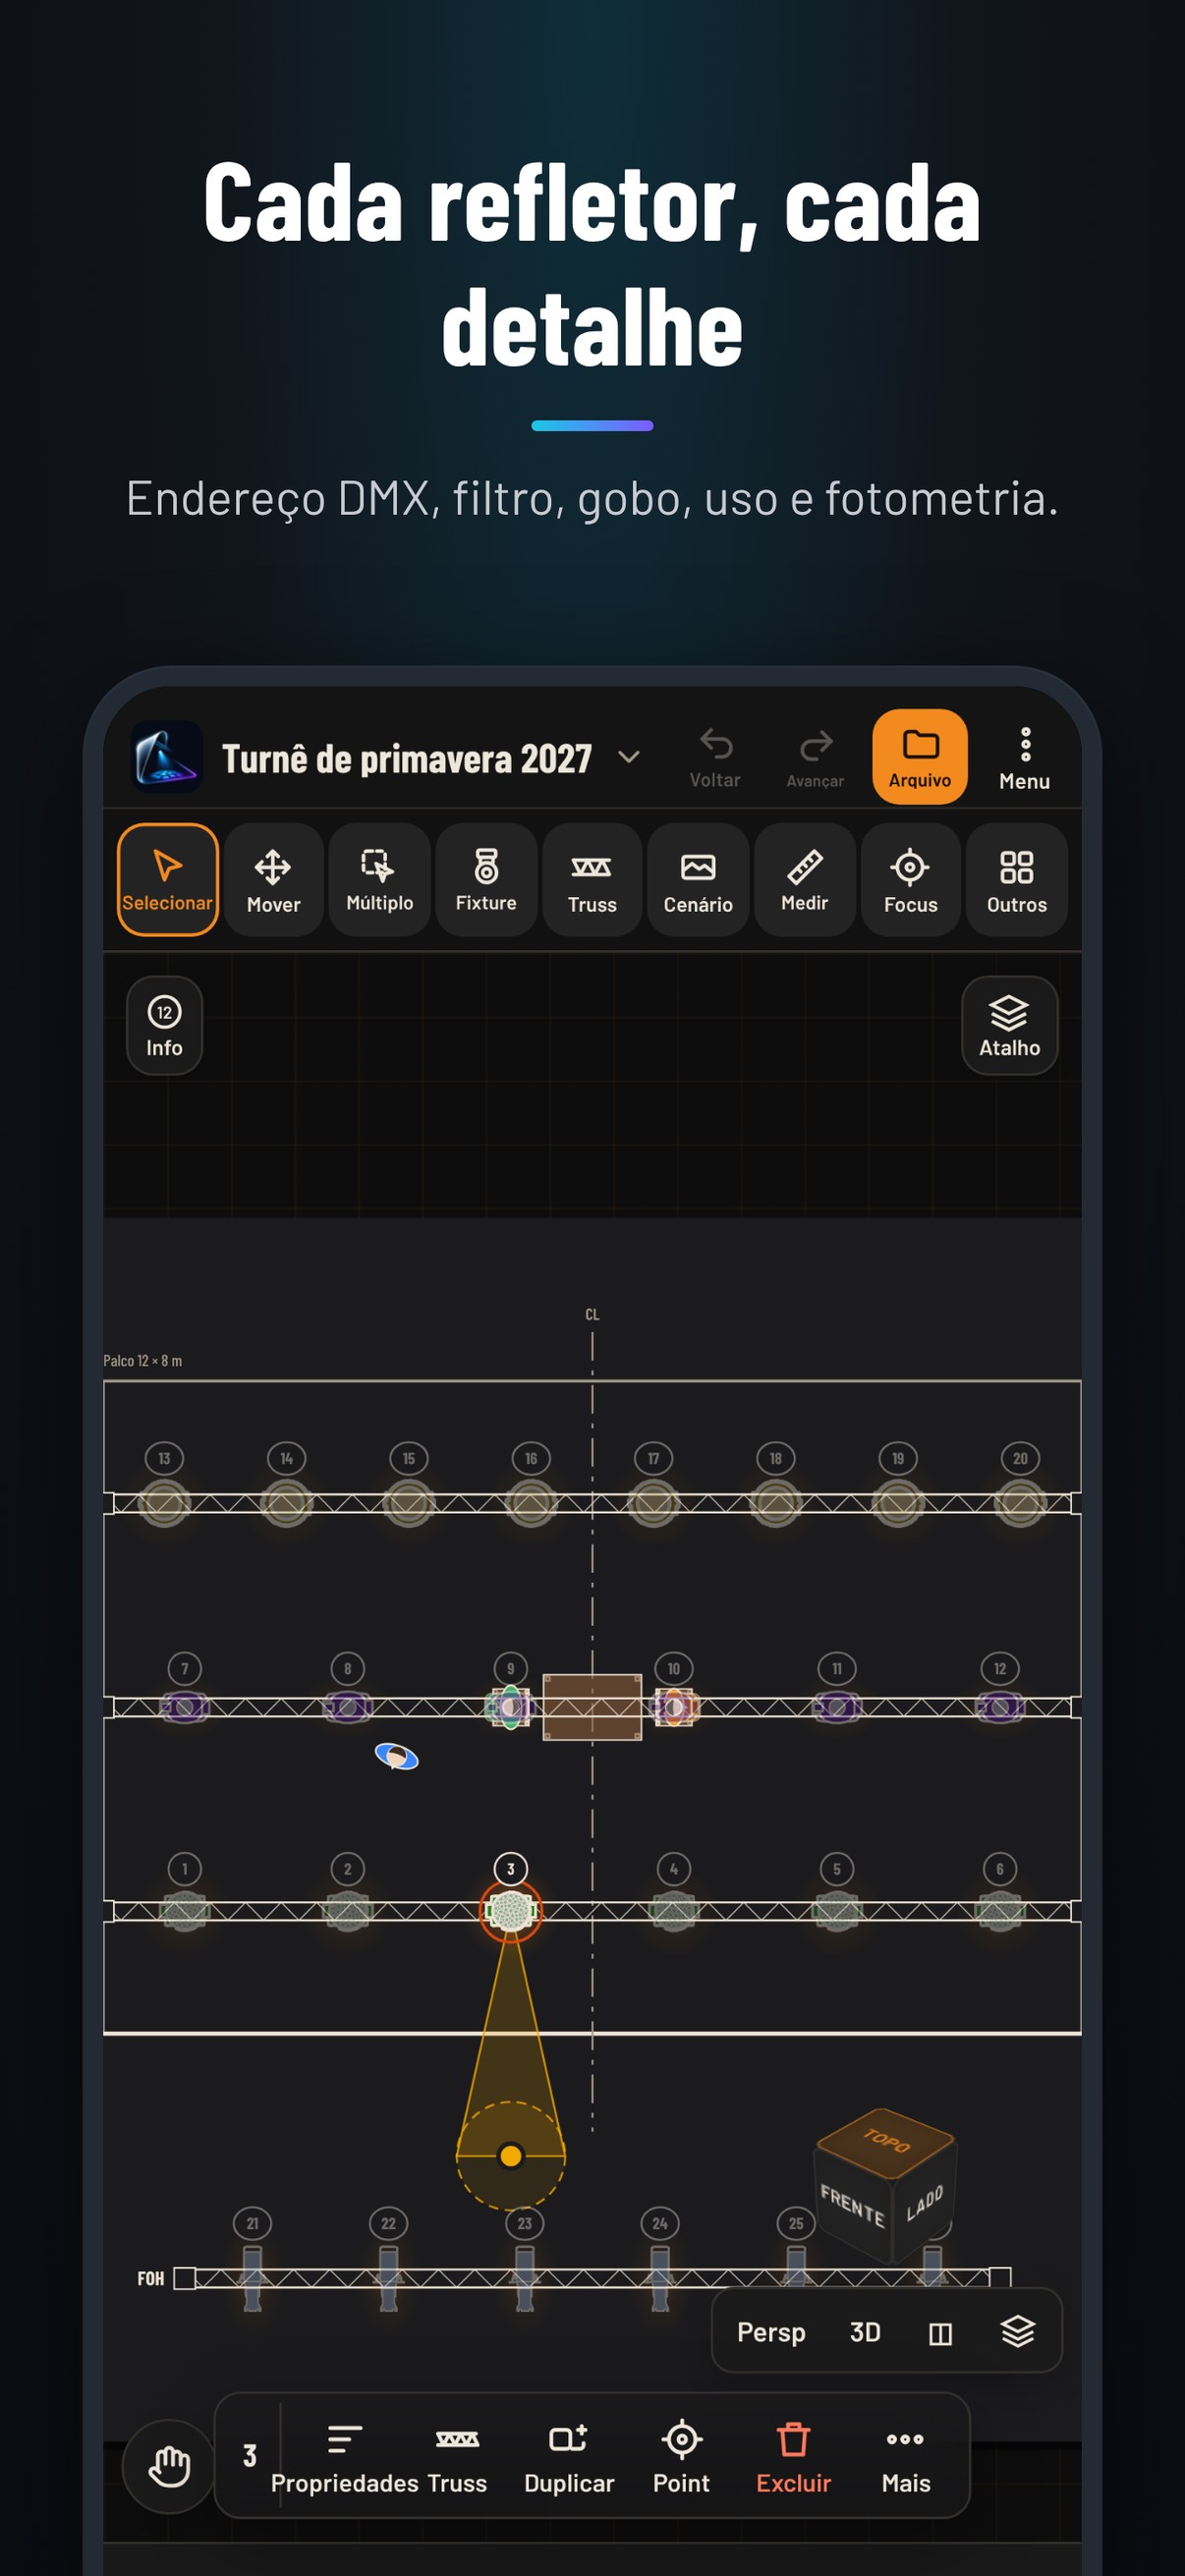 Cada refletor, cada
detalhe
Endereço DMX, filtro, gobo, uso e fotometria.
Turnê de primavera 2027
Voltar
Avançar
Arquivo
Menu
Selecionar
Mover
Múltiplo
Fixture
Truss
Cenário
Medir
Focus
Outros
12
Info
Atalho
CL
Palco 12 × 8 m
13 14 15 16 17 18 19 20
7 8 9 10 11 12
1 2 3 4 5 6
TOPO
FRENTE
LADO
21 22 23 24 25
FOH
Persp
3D
3
Propriedades
Truss
Duplicar
Point
Excluir
Mais